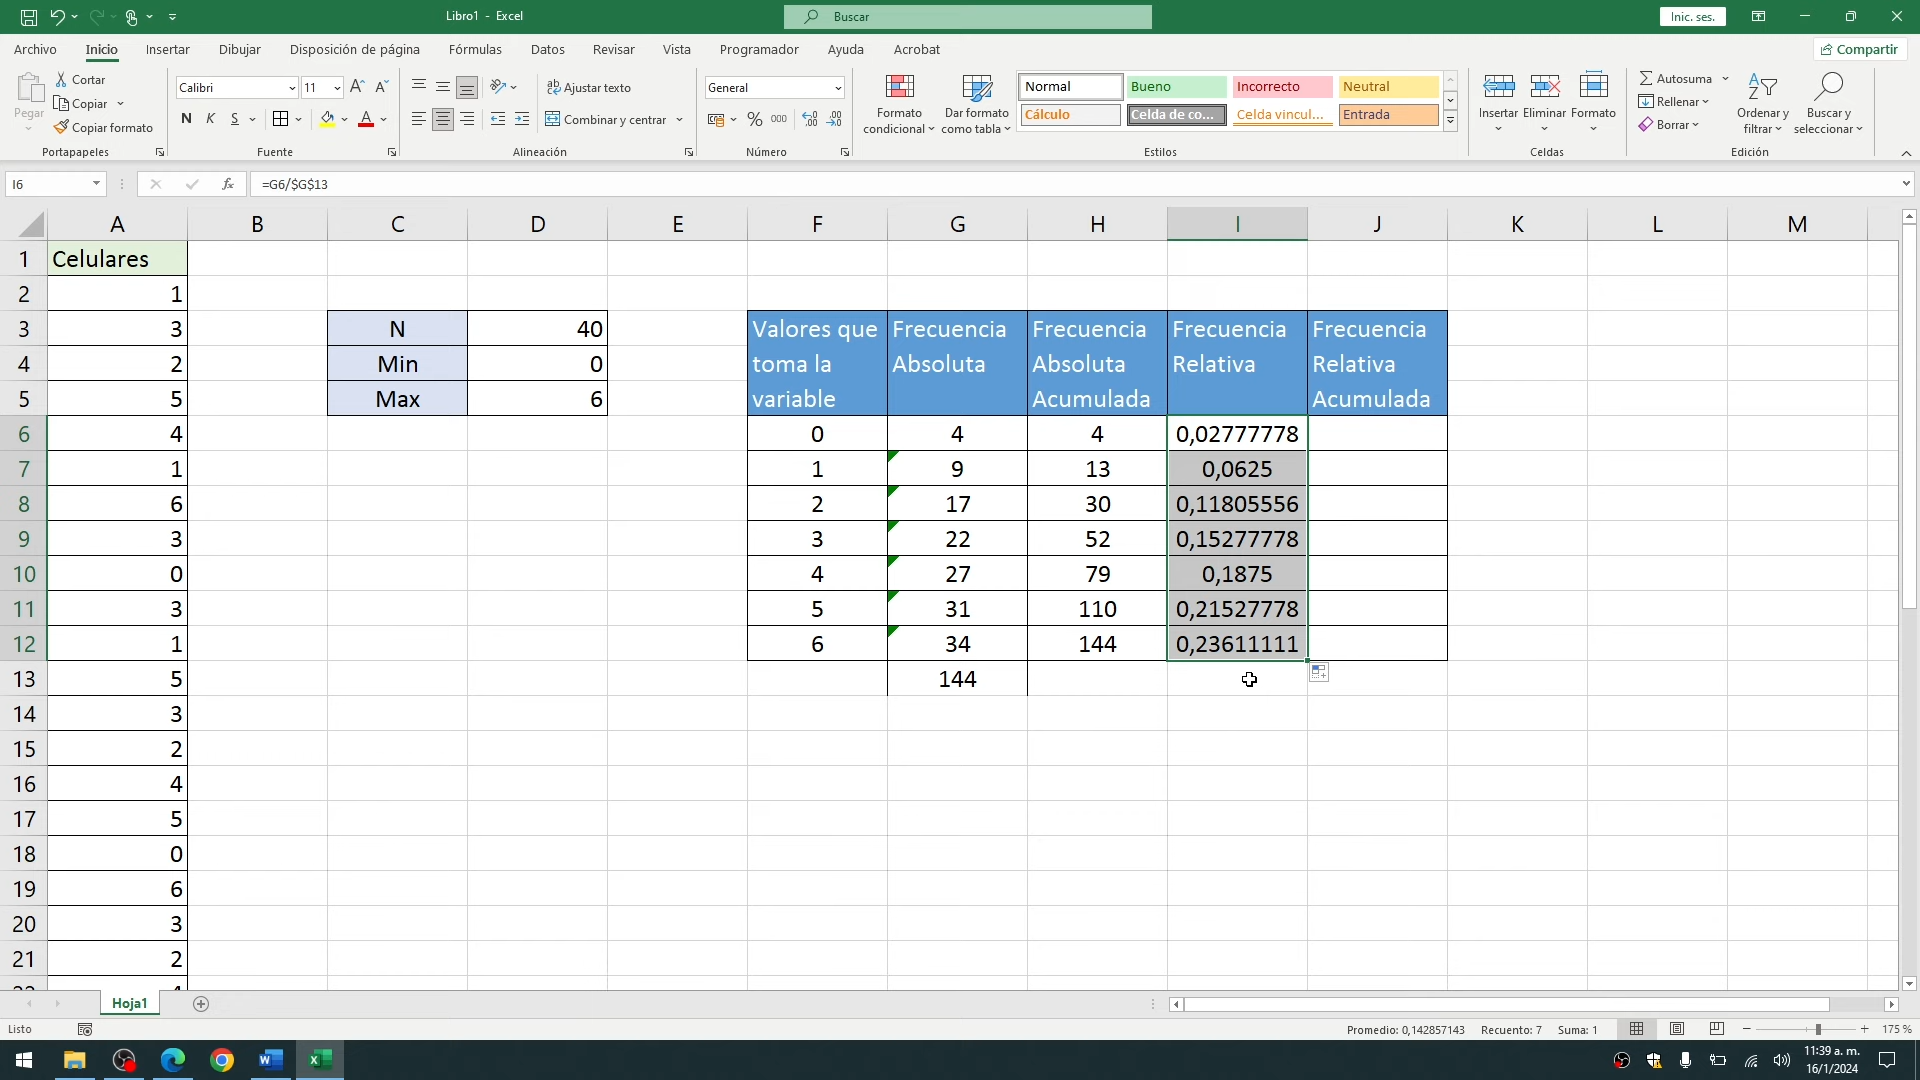 Libro1 - Excel
Buscar
Inic. ses.
Archivo Inicio Insertar Dibujar Disposición de página Fórmulas Datos Revisar Vista Programador Ayuda Acrobat Compartir
Pegar
Cortar
Copiar
Copiar formato
Portapapeles
Calibri 11
N K S
Fuente
Ajustar texto
Combinar y centrar
Alineación
General
% 000
Número
Formato condicional
Dar formato como tabla
Normal Bueno Incorrecto Neutral
Cálculo Celda de co... Celda vincul... Entrada
Estilos
Insertar Eliminar Formato
Celdas
Autosuma
Rellenar
Borrar
Ordenar y filtrar
Buscar y seleccionar
Edición
I6 fx =G6/$G$13
A B C D E F G H I J K L M
1 Celulares
2 1
3 3 N 40 Valores que Frecuencia Frecuencia Frecuencia Frecuencia
4 2 Min 0 toma la Absoluta Absoluta Relativa Relativa
5 5 Max 6 variable Acumulada Acumulada
6 4 0 4 4 0,02777778
7 1 1 9 13 0,0625
8 6 2 17 30 0,11805556
9 3 3 22 52 0,15277778
10 0 4 27 79 0,1875
11 3 5 31 110 0,21527778
12 1 6 34 144 0,23611111
13 5 144
14 3
15 2
16 4
17 5
18 0
19 6
20 3
21 2
Hoja1
Listo Promedio: 0,142857143 Recuento: 7 Suma: 1 175 %
11:39 a. m.
16/1/2024